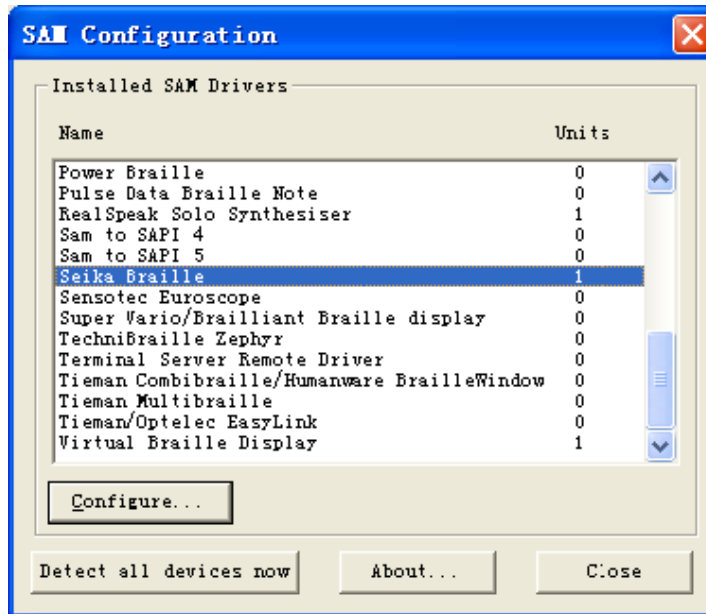 SAM Configuration
Installed SAM Drivers
Name Units
Power Braille 0
Pulse Data Braille Note 0
RealSpeak Solo Synthesiser 1
Sam to SAPI 4 0
Sam to SAPI 5 0
Seika Braille 1
Sensotec Euroscope 0
Super Vario/Brailliant Braille display 0
TechniBraille Zephyr 0
Terminal Server Remote Driver 0
Tieman Combibraille/Humanware BrailleWindow 0
Tieman Multibraille 0
Tieman/Optelec EasyLink 0
Virtual Braille Display 1
Configure...
Detect all devices now About... Close